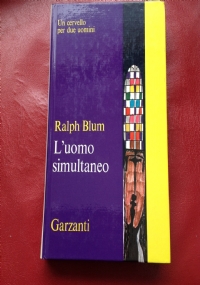 Un cervello
per due uomini
Ralph Blum
L'uomo
simultaneo
Garzanti